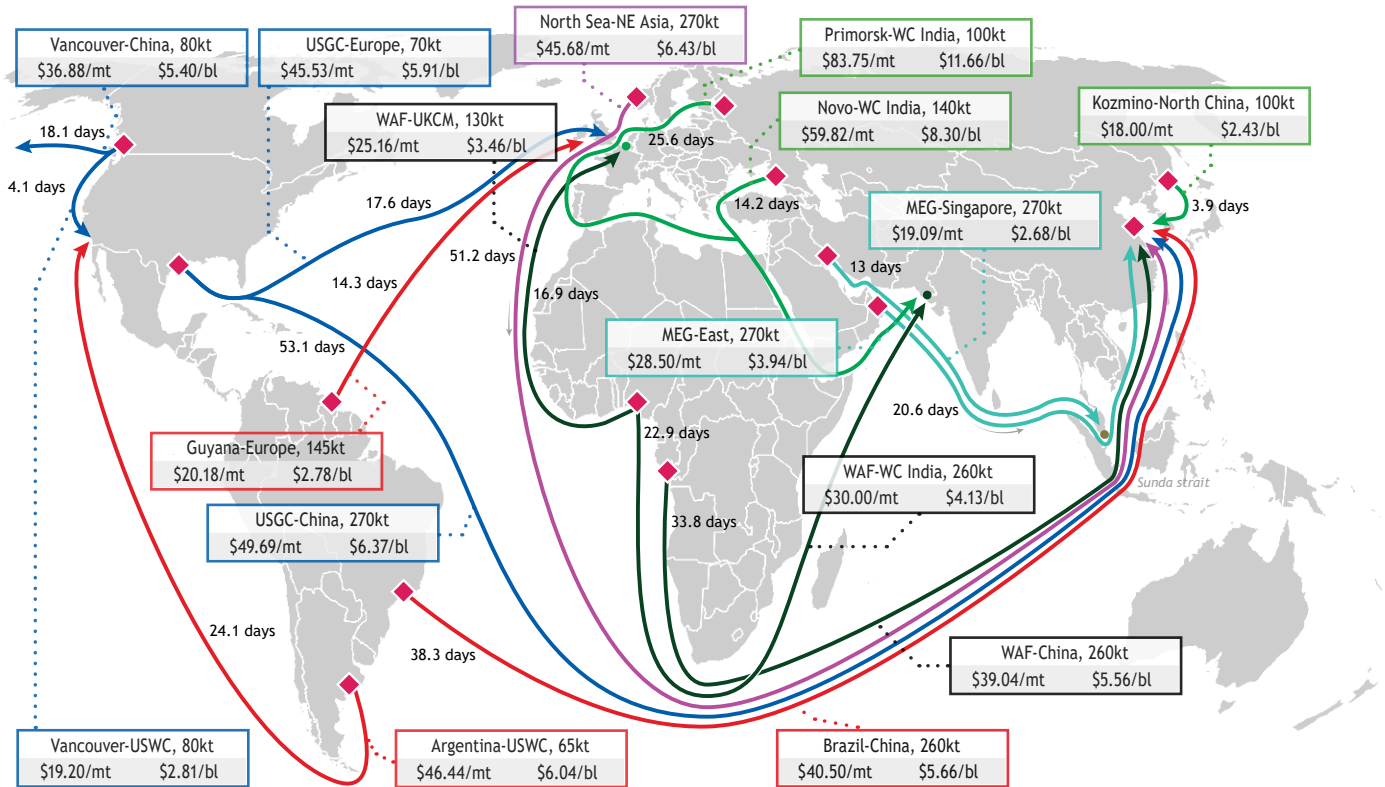 North Sea-NE Asia, 270kt
$45.68/mt $6.43/bl
Vancouver-China, 80kt
$36.88/mt $5.40/bl
USGC-Europe, 70kt
$45.53/mt $5.91/bl
Primorsk-WC India, 100kt
$83.75/mt $11.66/bl
WAF-UKCM, 130kt
$25.16/mt $3.46/bl
Novo-WC India, 140kt
$59.82/mt $8.30/bl
Kozmino-North China, 100kt
$18.00/mt $2.43/bl
18.1 days
25.6 days
4.1 days
17.6 days
14.2 days
3.9 days
MEG-Singapore, 270kt
$19.09/mt $2.68/bl
51.2 days
13 days
14.3 days
16.9 days
53.1 days
MEG-East, 270kt
$28.50/mt $3.94/bl
20.6 days
22.9 days
Guyana-Europe, 145kt
$20.18/mt $2.78/bl
WAF-WC India, 260kt
$30.00/mt $4.13/bl
Sunda strait
USGC-China, 270kt
$49.69/mt $6.37/bl
33.8 days
24.1 days
38.3 days
WAF-China, 260kt
$39.04/mt $5.56/bl
Vancouver-USWC, 80kt
$19.20/mt $2.81/bl
Argentina-USWC, 65kt
$46.44/mt $6.04/bl
Brazil-China, 260kt
$40.50/mt $5.66/bl